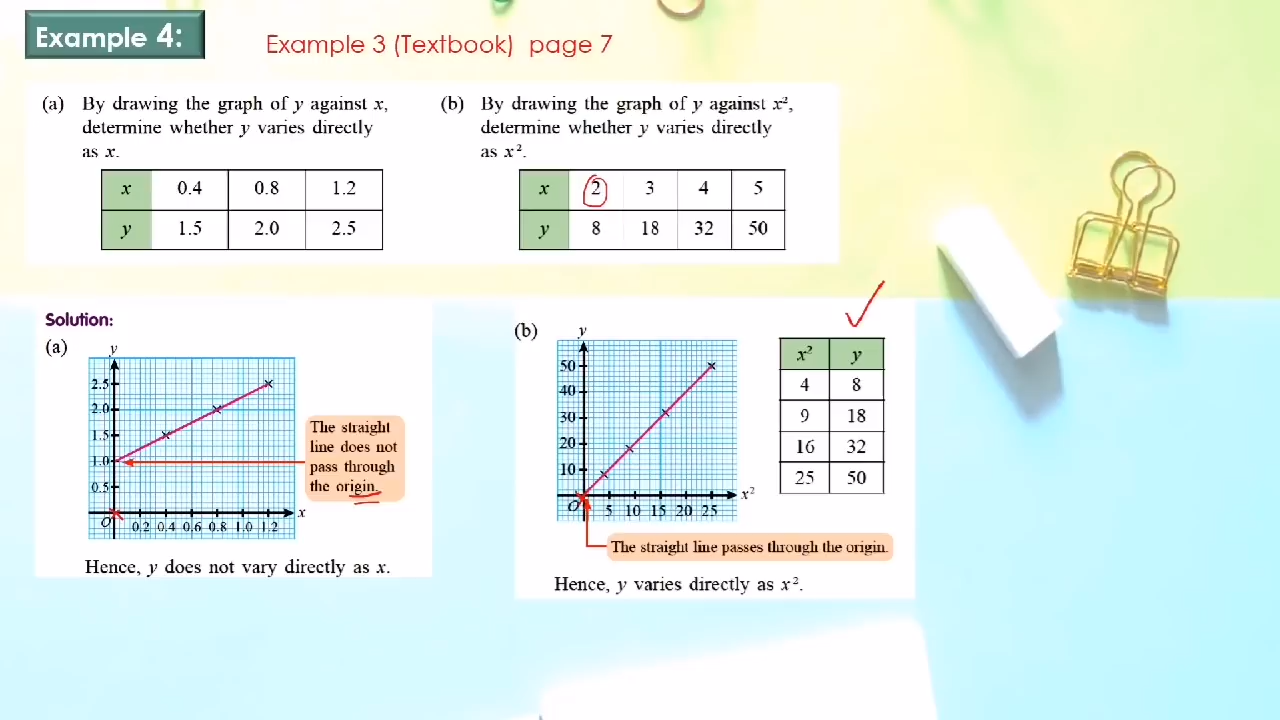 Example 4:
Example 3 (Textbook) page 7
(a) By drawing the graph of y against x,
determine whether y varies directly
as x.
x 0.4 0.8 1.2
y 1.5 2.0 2.5
(b) By drawing the graph of y against x²,
determine whether y varies directly
as x².
x 2 3 4 5
y 8 18 32 50
Solution:
(a)
y
2.5
2.0
1.5
1.0
0.5
O
0.2 0.4 0.6 0.8 1.0 1.2
x
The straight
line does not
pass through
the origin.
Hence, y does not vary directly as x.
(b)
y
50
40
30
20
10
O
5 10 15 20 25
x²
x² y
4 8
9 18
16 32
25 50
The straight line passes through the origin.
Hence, y varies directly as x².